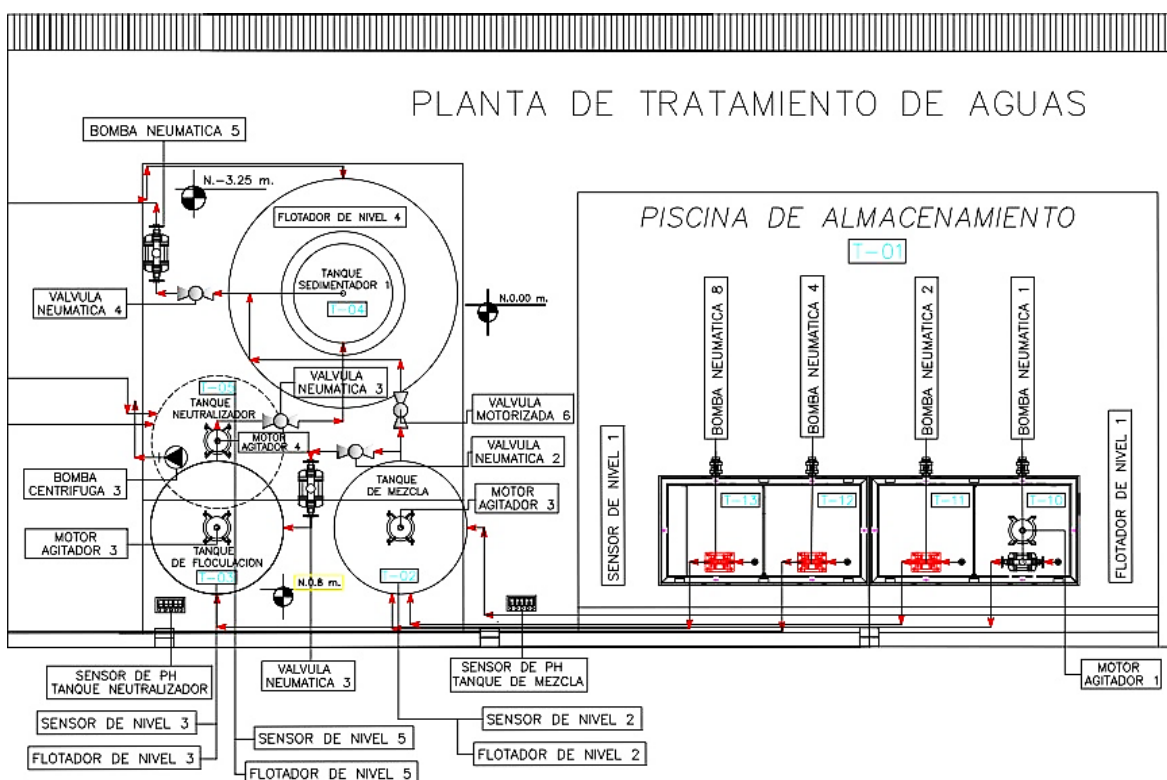 PLANTA DE TRATAMIENTO DE AGUAS
BOMBA NEUMATICA 5
N.-3.25 m.
FLOTADOR DE NIVEL 4
TANQUE
SEDIMENTADOR 1
T-04
VALVULA
NEUMATICA 4
N.0.00 m.
PISCINA DE ALMACENAMIENTO
T-01
BOMBA NEUMATICA 8
BOMBA NEUMATICA 4
BOMBA NEUMATICA 2
BOMBA NEUMATICA 1
SENSOR DE NIVEL 1
FLOTADOR DE NIVEL 1
T-13
T-12
T-11
T-10
VALVULA
NEUMATICA 3
T-05
TANQUE
NEUTRALIZADOR
VALVULA
MOTORIZADA 6
MOTOR
AGITADOR 4
VALVULA
NEUMATICA 2
BOMBA
CENTRIFUGA 3
TANQUE
DE MEZCLA
MOTOR
AGITADOR 3
MOTOR
AGITADOR 3
TANQUE
DE FLOCULACION
T-03
T-02
N.0.8 m.
SENSOR DE PH
TANQUE NEUTRALIZADOR
VALVULA
NEUMATICA 3
SENSOR DE PH
TANQUE DE MEZCLA
MOTOR
AGITADOR 1
SENSOR DE NIVEL 3
SENSOR DE NIVEL 2
SENSOR DE NIVEL 5
FLOTADOR DE NIVEL 3
FLOTADOR DE NIVEL 2
FLOTADOR DE NIVEL 5